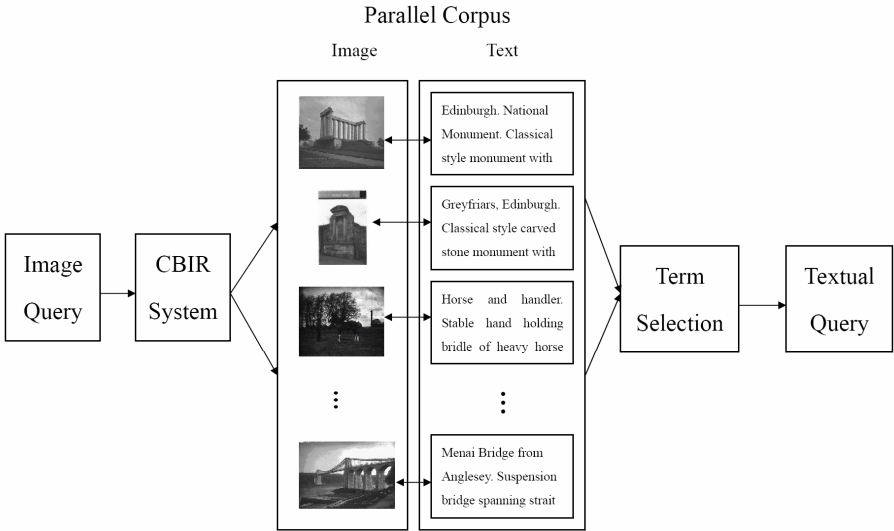 Parallel Corpus
Image
Text
Edinburgh. National
Monument. Classical
style monument with
Greyfriars, Edinburgh.
Classical style carved
stone monument with
Image
Query
CBIR
System
Horse and handler.
Stable hand holding
bridle of heavy horse
Term
Selection
Textual
Query
Menai Bridge from
Anglesey. Suspension
bridge spanning strait